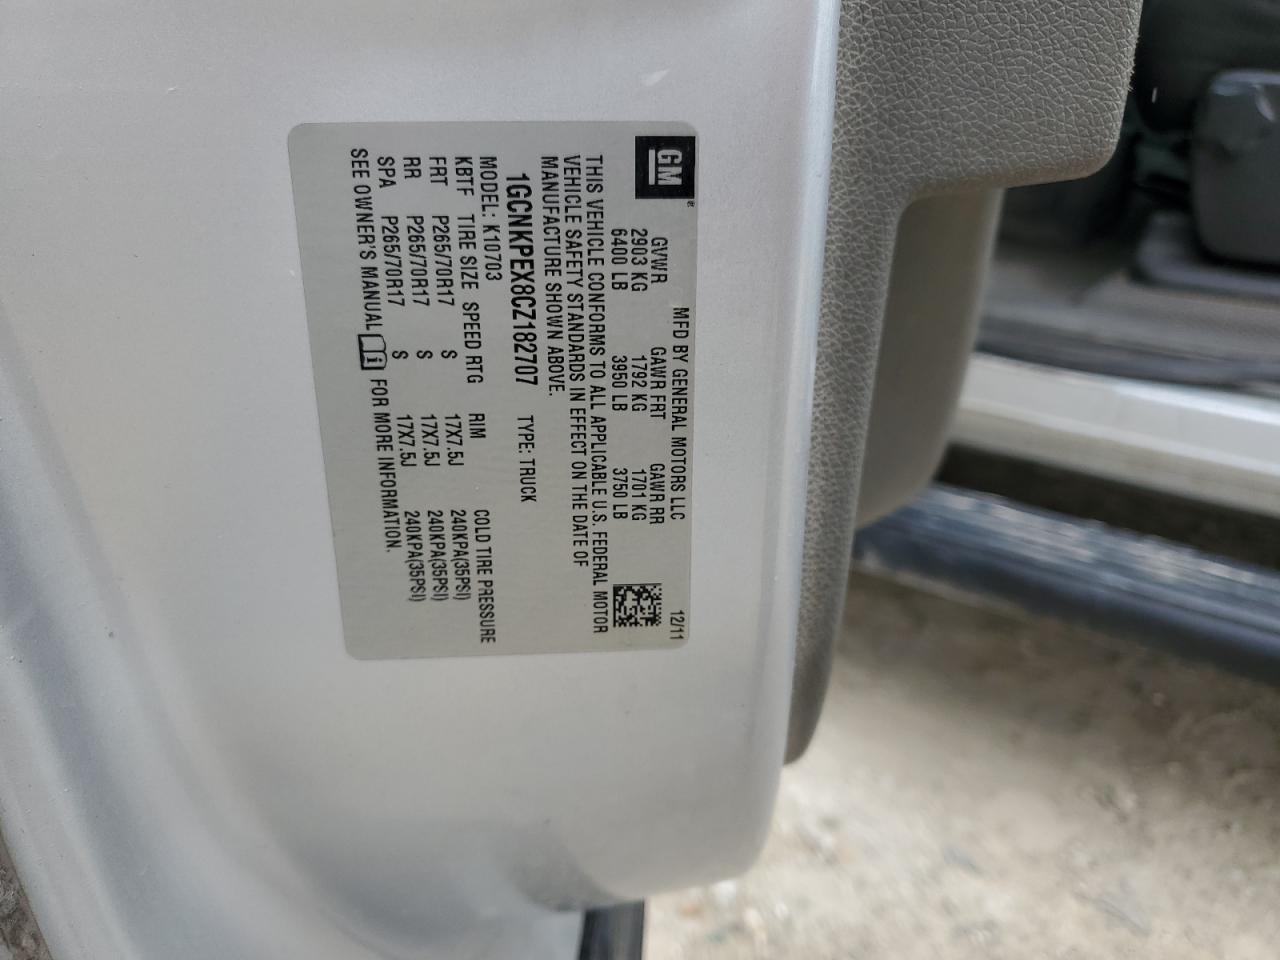 GM®
MFD BY GENERAL MOTORS LLC 12/11
GVWR GAWR FRT GAWR RR
2903 KG 1792 KG 1701 KG
6400 LB 3950 LB 3750 LB
THIS VEHICLE CONFORMS TO ALL APPLICABLE U.S. FEDERAL MOTOR
VEHICLE SAFETY STANDARDS IN EFFECT ON THE DATE OF
MANUFACTURE SHOWN ABOVE.
1GCNKPEX8CZ182707 TYPE: TRUCK
MODEL: K10703
KBTF TIRE SIZE SPEED RTG RIM COLD TIRE PRESSURE
FRT P265/70R17 S 17X7.5J 240KPA(35PSI)
RR P265/70R17 S 17X7.5J 240KPA(35PSI)
SPA P265/70R17 S 17X7.5J 240KPA(35PSI)
SEE OWNER'S MANUAL i FOR MORE INFORMATION.